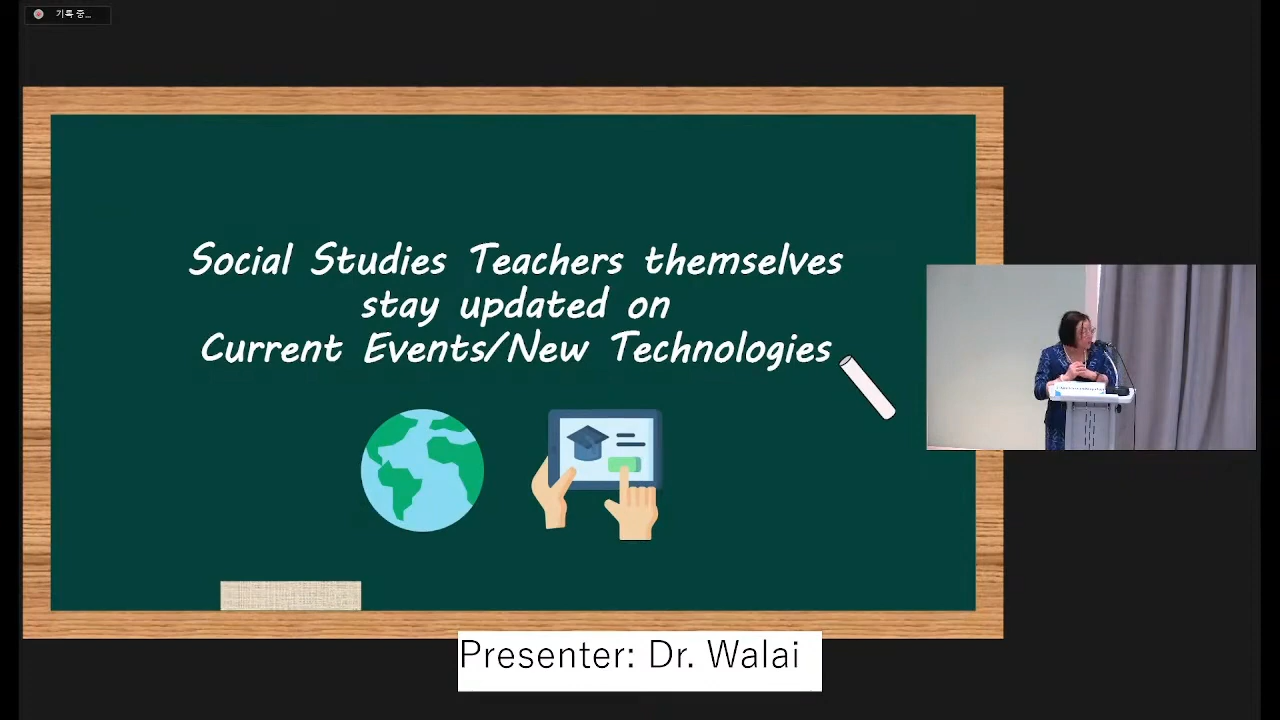 기록 중...
Social Studies Teachers themselves
stay updated on
Current Events/New Technologies
Presenter: Dr. Walai